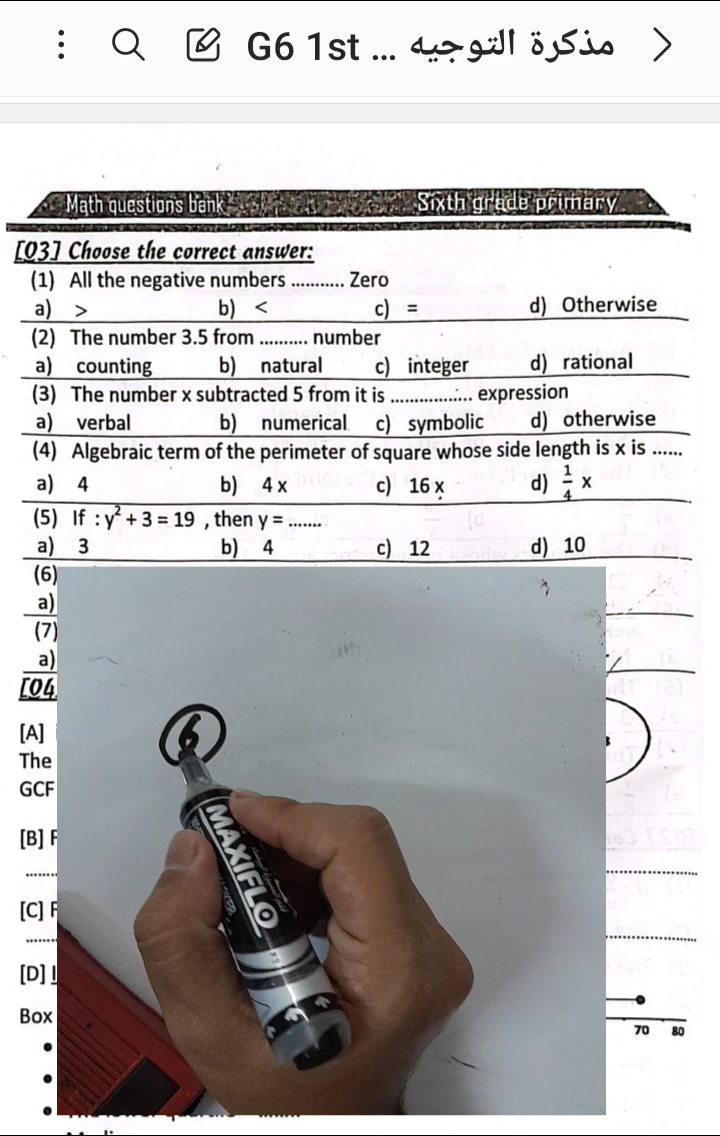 G6 1st ... مذكرة التوجيه
Math questions bank Sixth grade primary
[Q3] Choose the correct answer:
(1) All the negative numbers ........... Zero
a) > b) < c) = d) Otherwise
(2) The number 3.5 from .......... number
a) counting b) natural c) integer d) rational
(3) The number x subtracted 5 from it is ................. expression
a) verbal b) numerical c) symbolic d) otherwise
(4) Algebraic term of the perimeter of square whose side length is x is ......
a) 4 b) 4 x c) 16 x d) 1/4 x
(5) If : y² + 3 = 19 , then y = .......
a) 3 b) 4 c) 12 d) 10
(6)
a)
(7)
a)
[Q4
[A]
The
GCF
[B] F
[C] F
[D]
Box
70 80
6
MAXIFLO